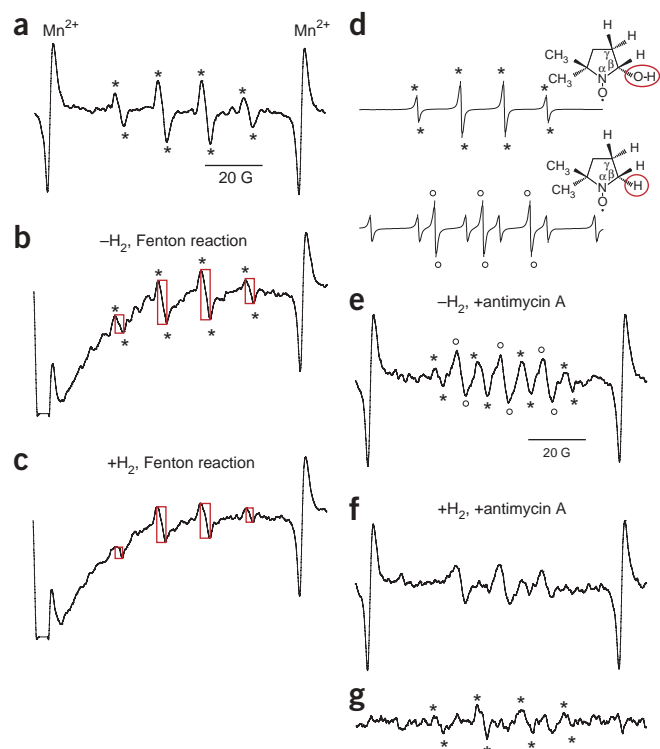 a
Mn2+
Mn2+
* * * *
* * * *
20 G
b
–H2, Fenton reaction
* * * *
* * * *
c
+H2, Fenton reaction
d
* * * *
* * * *
H
H
CH3
γ
H
CH3
α
β
N
O-H
O
•
H
H
CH3
γ
H
CH3
α
β
N
H
O
•
° ° °
° ° °
e
–H2, +antimycin A
* ° * ° * ° *
* ° * ° * ° *
20 G
f
+H2, +antimycin A
g
* * * *
* * * *